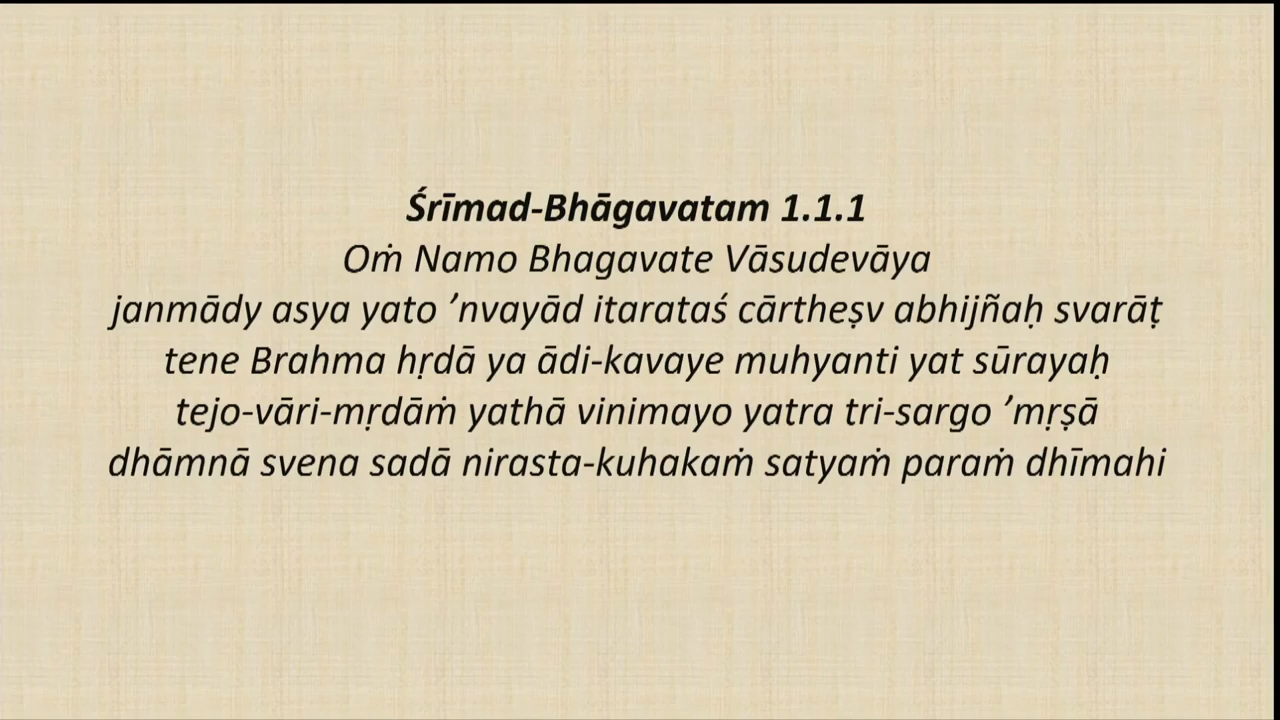 Śrīmad-Bhāgavatam 1.1.1
Oṁ Namo Bhagavate Vāsudevāya
janmādy asya yato ’nvayād itarataś cārtheṣv abhijñaḥ svarāṭ
tene Brahma hṛdā ya ādi-kavaye muhyanti yat sūrayaḥ
tejo-vāri-mṛdāṁ yathā vinimayo yatra tri-sargo ’mṛṣā
dhāmnā svena sadā nirasta-kuhakaṁ satyaṁ paraṁ dhīmahi